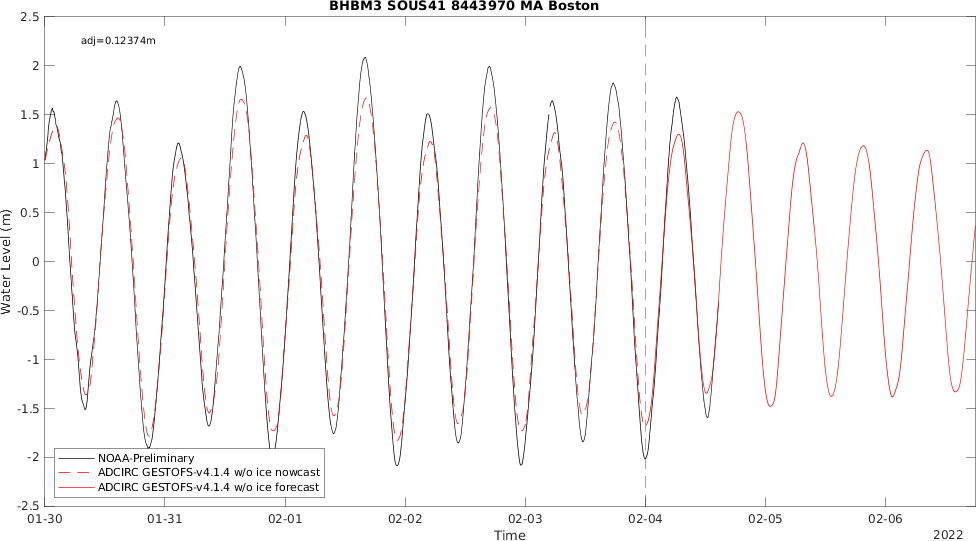 BHBM3 SOUS41 8443970 MA Boston
adj=0.12374m
2.5
2
1.5
1
0.5
0
-0.5
-1
-1.5
-2
-2.5
Water Level (m)
NOAA-Preliminary
ADCIRC GESTOFS-v4.1.4 w/o ice nowcast
ADCIRC GESTOFS-v4.1.4 w/o ice forecast
01-30 01-31 02-01 02-02 02-03 02-04 02-05 02-06
Time
2022